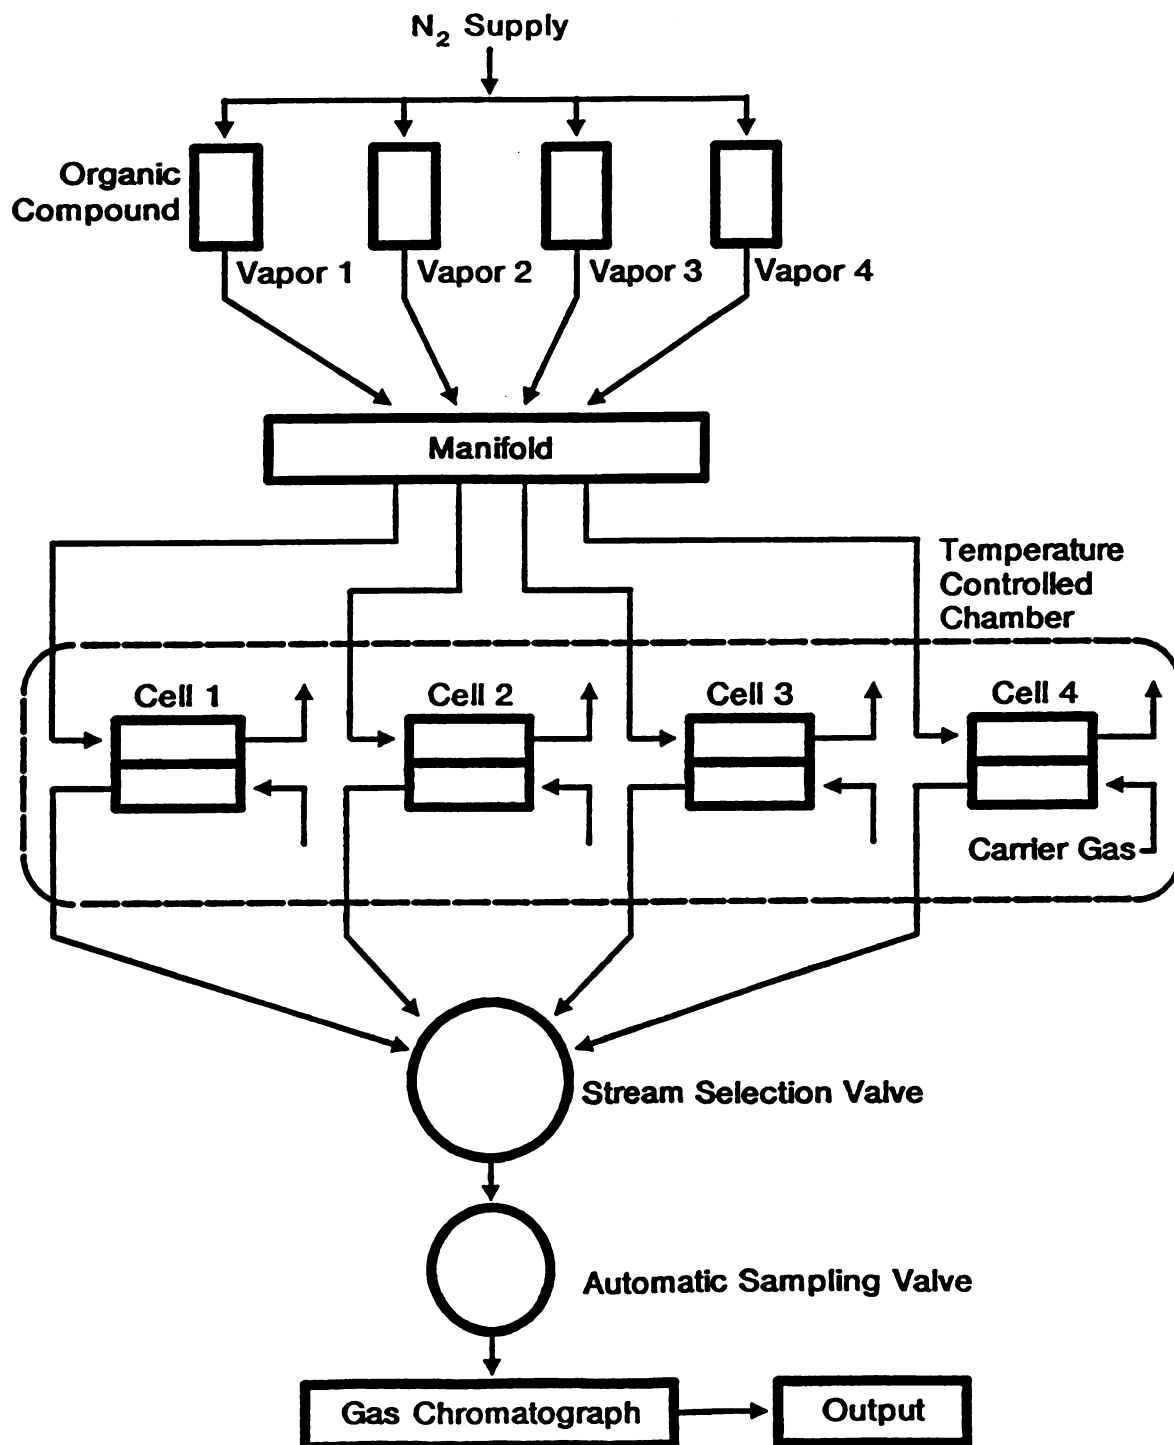 N₂ Supply
Organic
Compound
Vapor 1
Vapor 2
Vapor 3
Vapor 4
Manifold
Temperature
Controlled
Chamber
Cell 1
Cell 2
Cell 3
Cell 4
Carrier Gas
Stream Selection Valve
Automatic Sampling Valve
Gas Chromatograph
Output